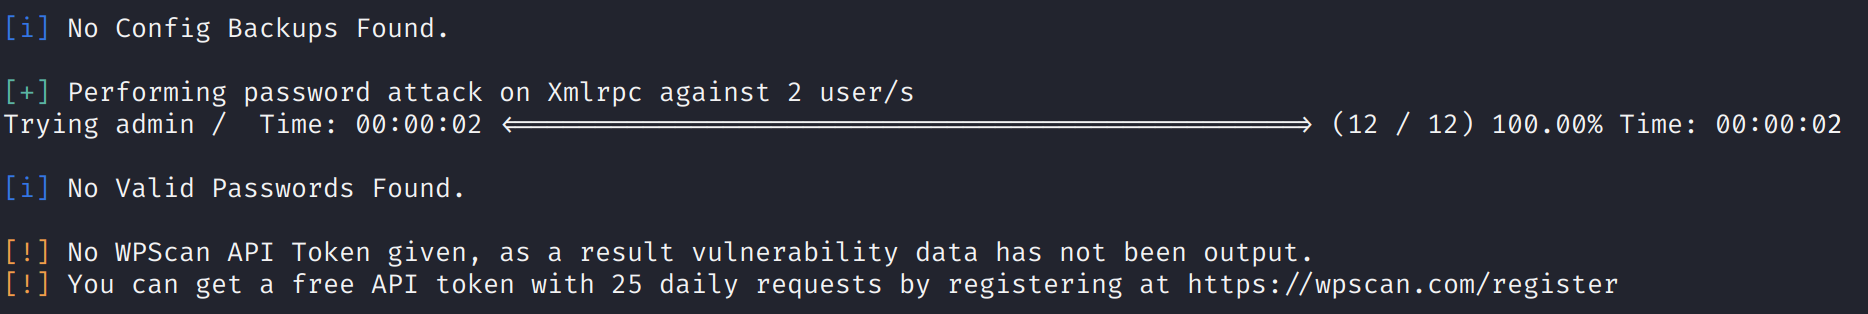 [i] No Config Backups Found.
[+] Performing password attack on Xmlrpc against 2 user/s
Trying admin /  Time: 00:00:02 <==================================================> (12 / 12) 100.00% Time: 00:00:02
[i] No Valid Passwords Found.
[!] No WPScan API Token given, as a result vulnerability data has not been output.
[!] You can get a free API token with 25 daily requests by registering at https://wpscan.com/register